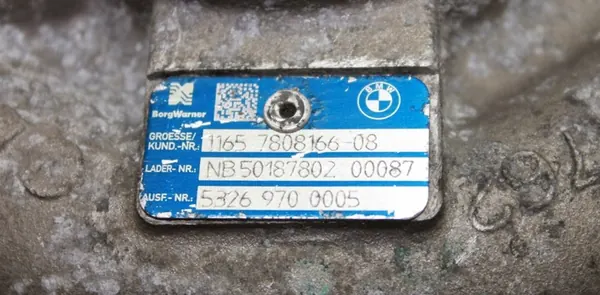 BorgWarner
BMW
GROESSE/
KUND.-NR.: 1165 7808166-08
LADER-NR.: NB50187802 00087
AUSF.-NR.: 5326 970 0005